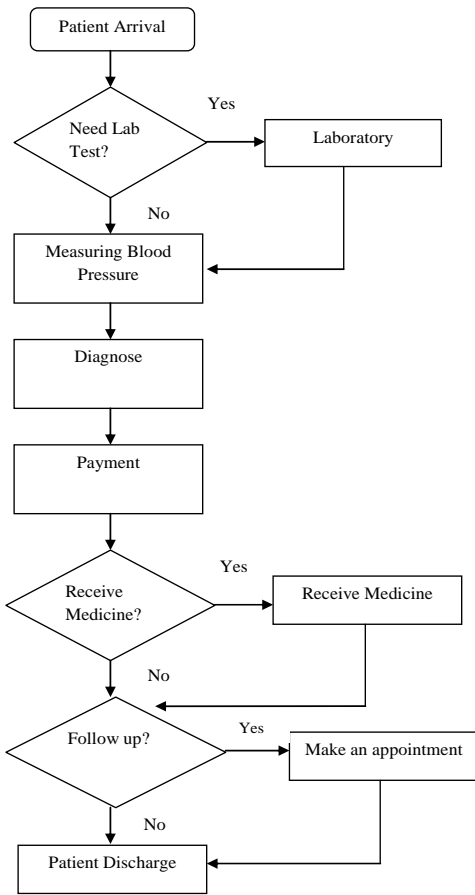 Patient Arrival
Yes
Need Lab
Test?
Laboratory
No
Measuring Blood
Pressure
Diagnose
Payment
Yes
Receive
Medicine?
Receive Medicine
No
Yes
Follow up?
Make an appointment
No
Patient Discharge